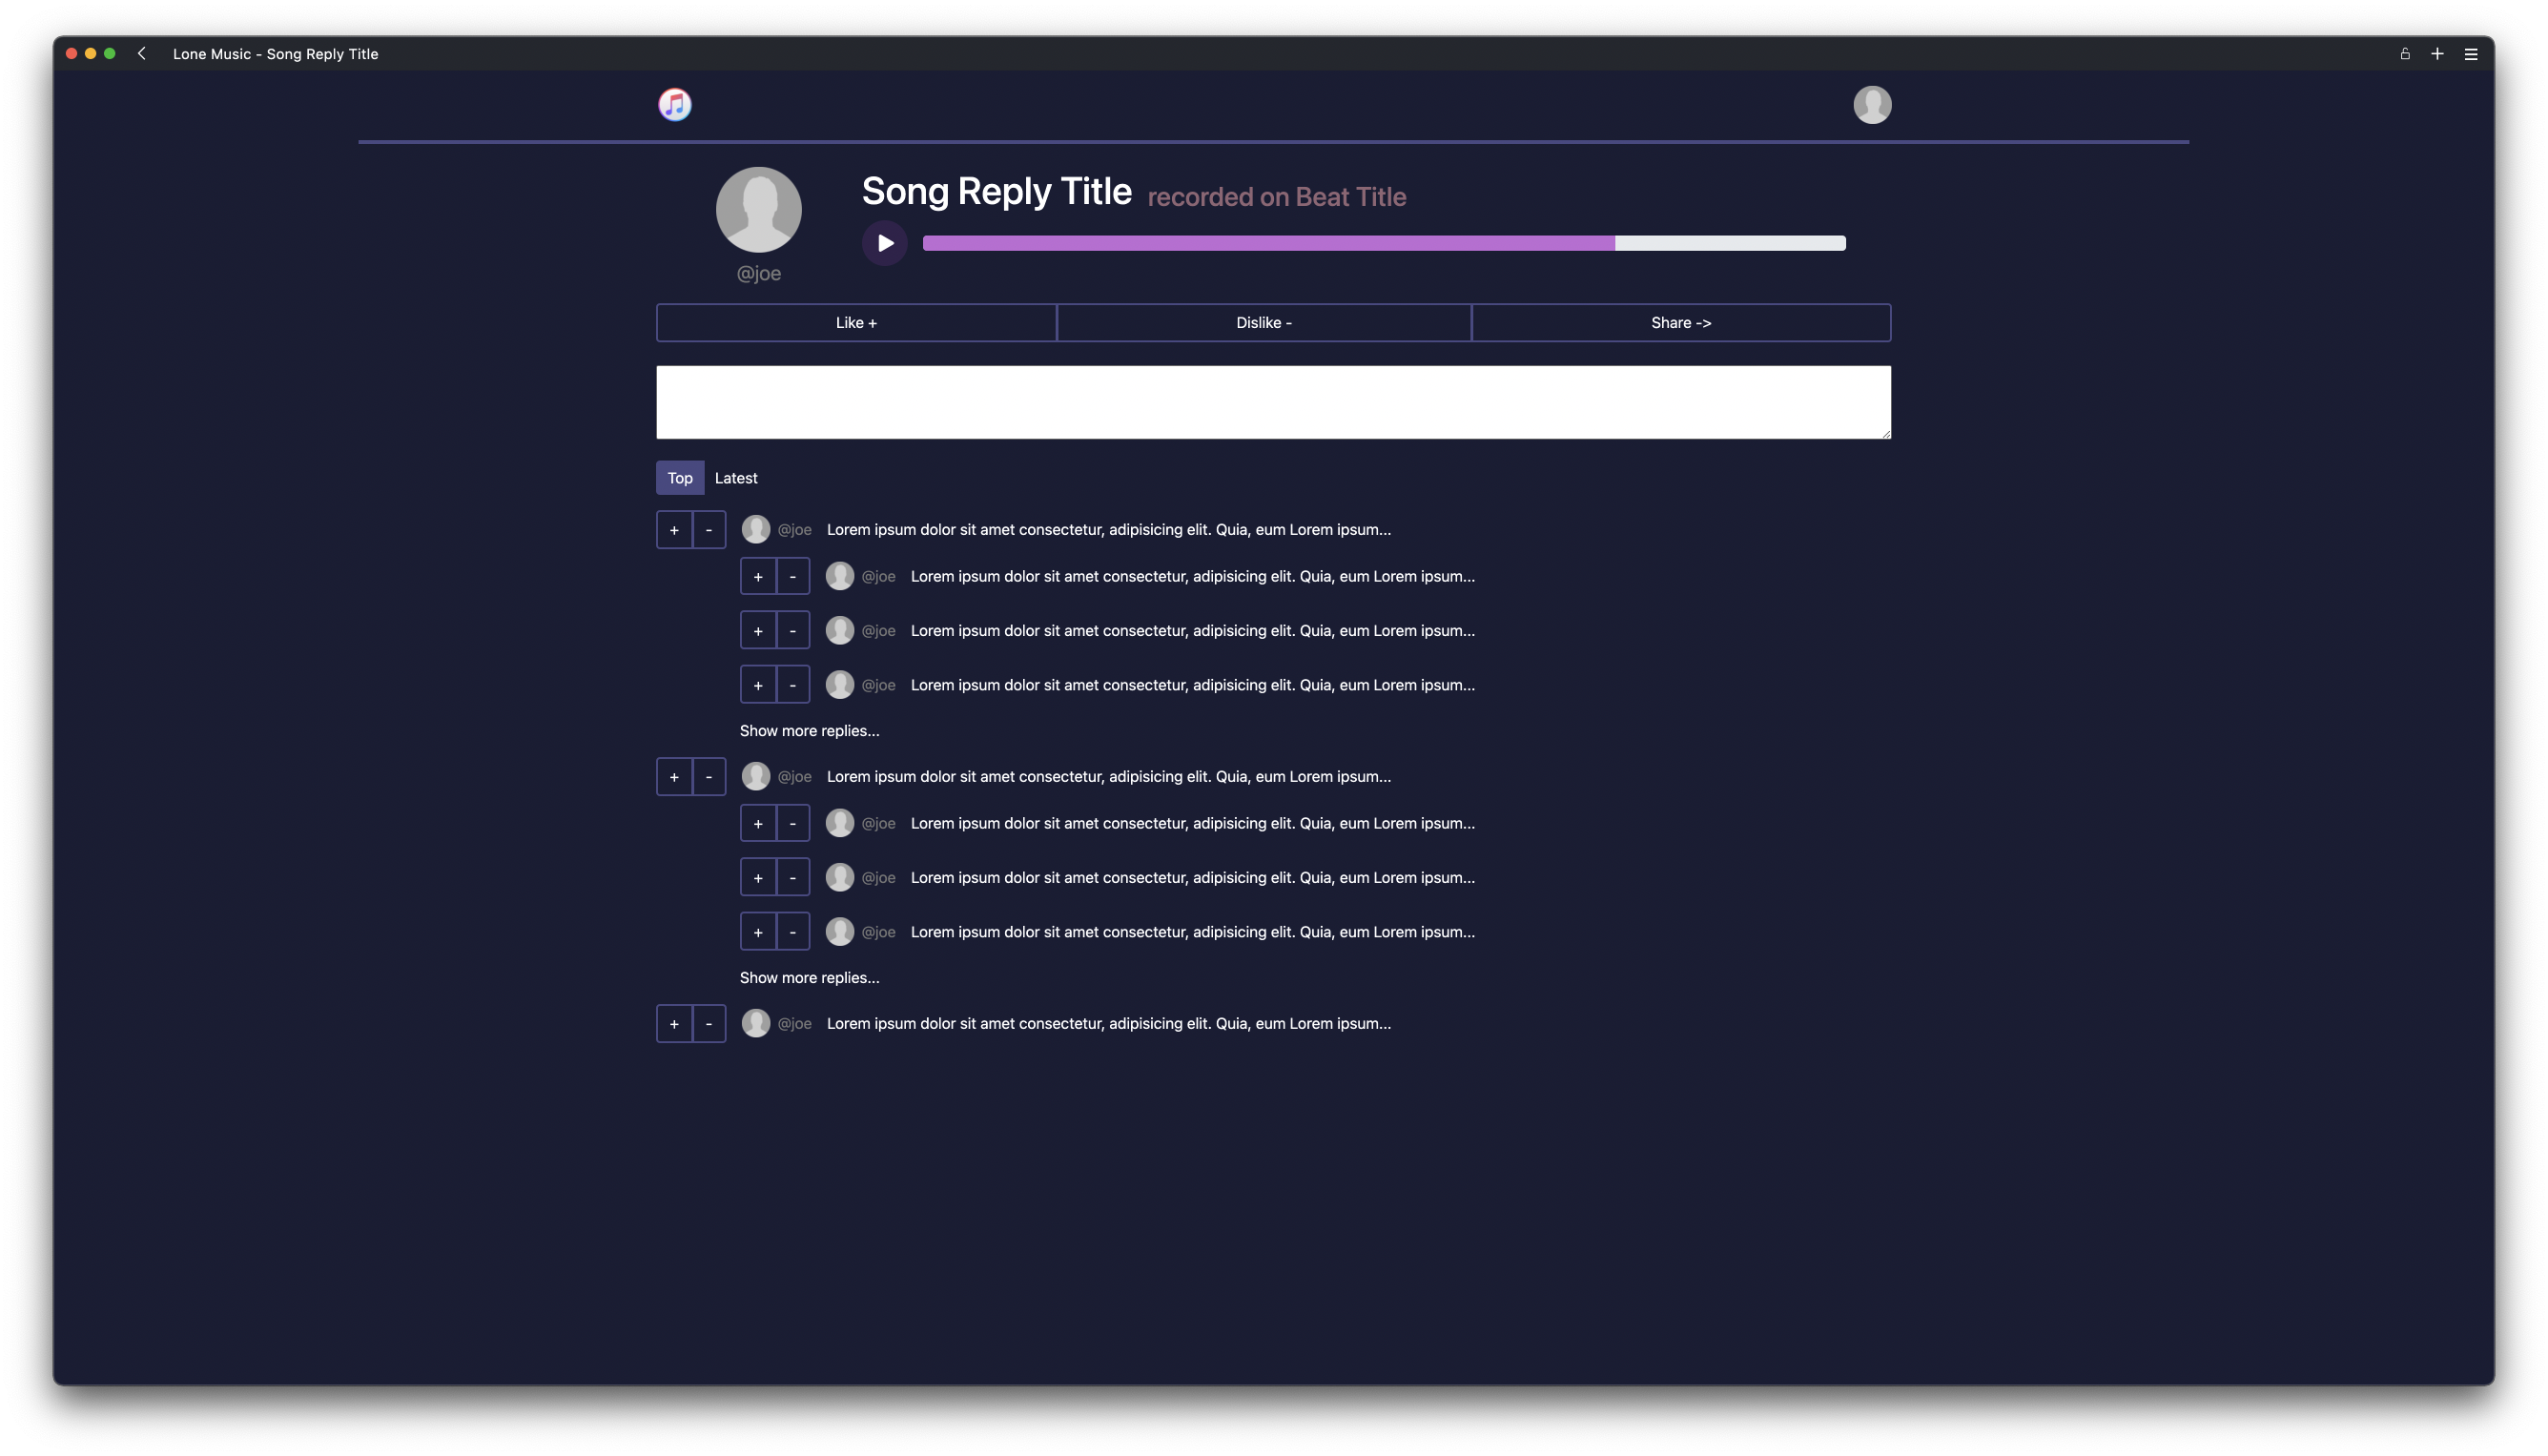 Lone Music - Song Reply Title
Song Reply Title recorded on Beat Title
@joe
Like + Dislike - Share ->
Top Latest
+ - @joe Lorem ipsum dolor sit amet consectetur, adipisicing elit. Quia, eum Lorem ipsum...
+ - @joe Lorem ipsum dolor sit amet consectetur, adipisicing elit. Quia, eum Lorem ipsum...
+ - @joe Lorem ipsum dolor sit amet consectetur, adipisicing elit. Quia, eum Lorem ipsum...
+ - @joe Lorem ipsum dolor sit amet consectetur, adipisicing elit. Quia, eum Lorem ipsum...
Show more replies...
+ - @joe Lorem ipsum dolor sit amet consectetur, adipisicing elit. Quia, eum Lorem ipsum...
+ - @joe Lorem ipsum dolor sit amet consectetur, adipisicing elit. Quia, eum Lorem ipsum...
+ - @joe Lorem ipsum dolor sit amet consectetur, adipisicing elit. Quia, eum Lorem ipsum...
+ - @joe Lorem ipsum dolor sit amet consectetur, adipisicing elit. Quia, eum Lorem ipsum...
Show more replies...
+ - @joe Lorem ipsum dolor sit amet consectetur, adipisicing elit. Quia, eum Lorem ipsum...